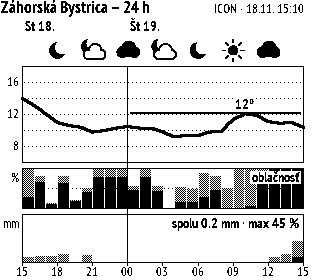 Záhorská Bystrica – 24 h ICON · 18.11. 15:10
St 18. Št 19.
16
12
8
12°
% oblačnosť
mm spolu 0.2 mm · max 45 %
15 18 21 00 03 06 09 12 15